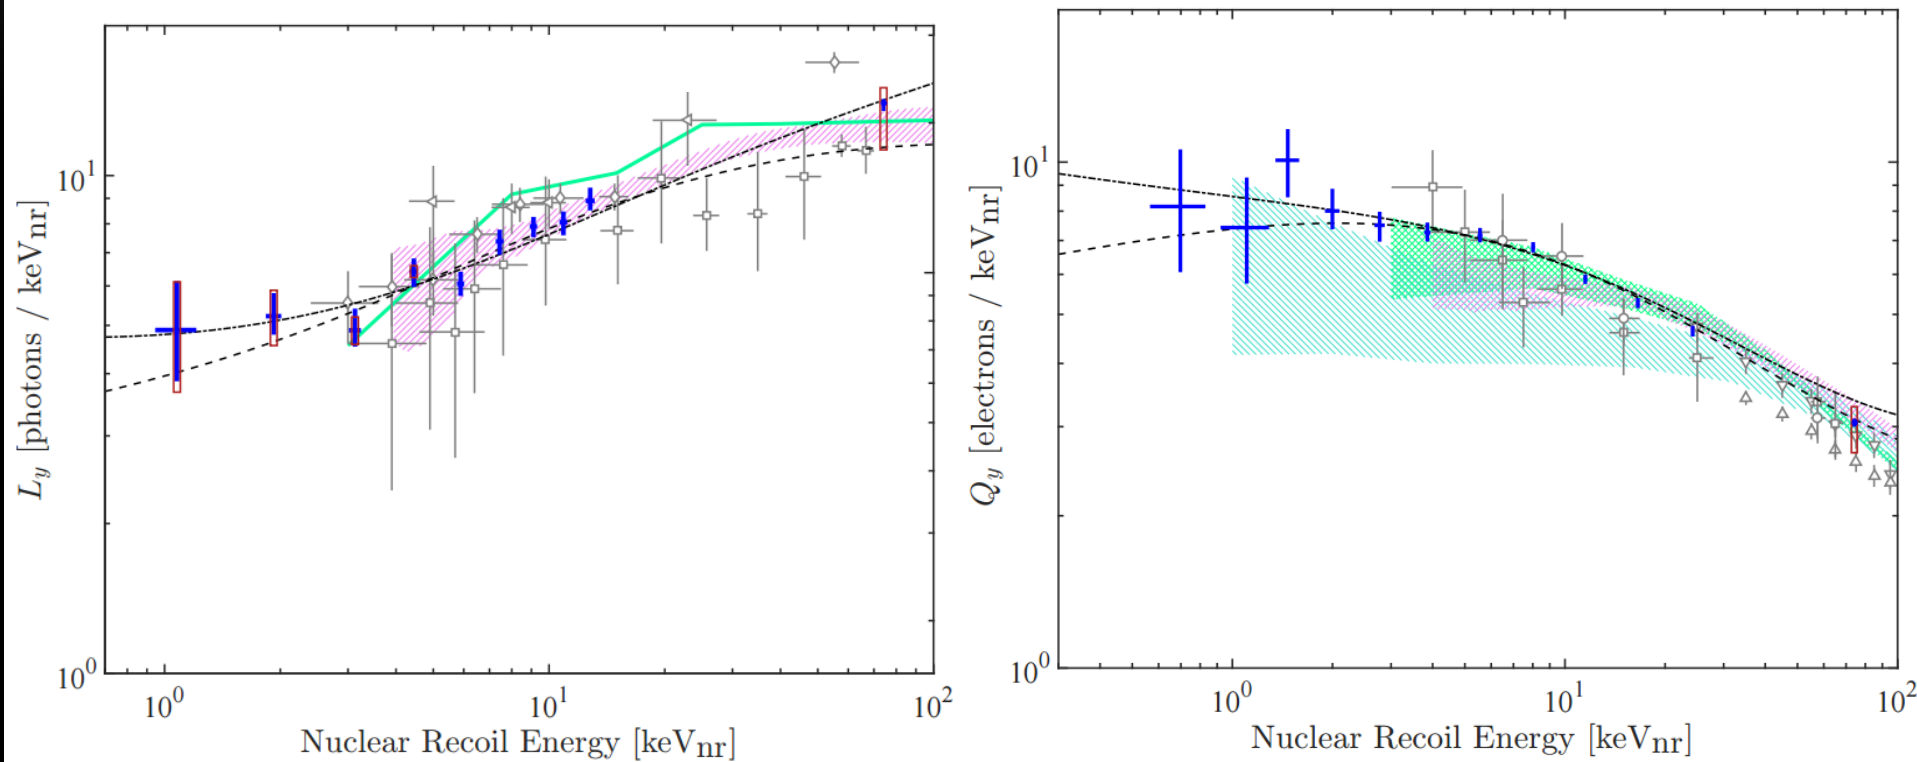 L_y [photons / keV_nr]
10^1
10^0
10^0 10^1 10^2
Nuclear Recoil Energy [keV_nr]
Q_y [electrons / keV_nr]
10^1
10^0
10^0 10^1 10^2
Nuclear Recoil Energy [keV_nr]